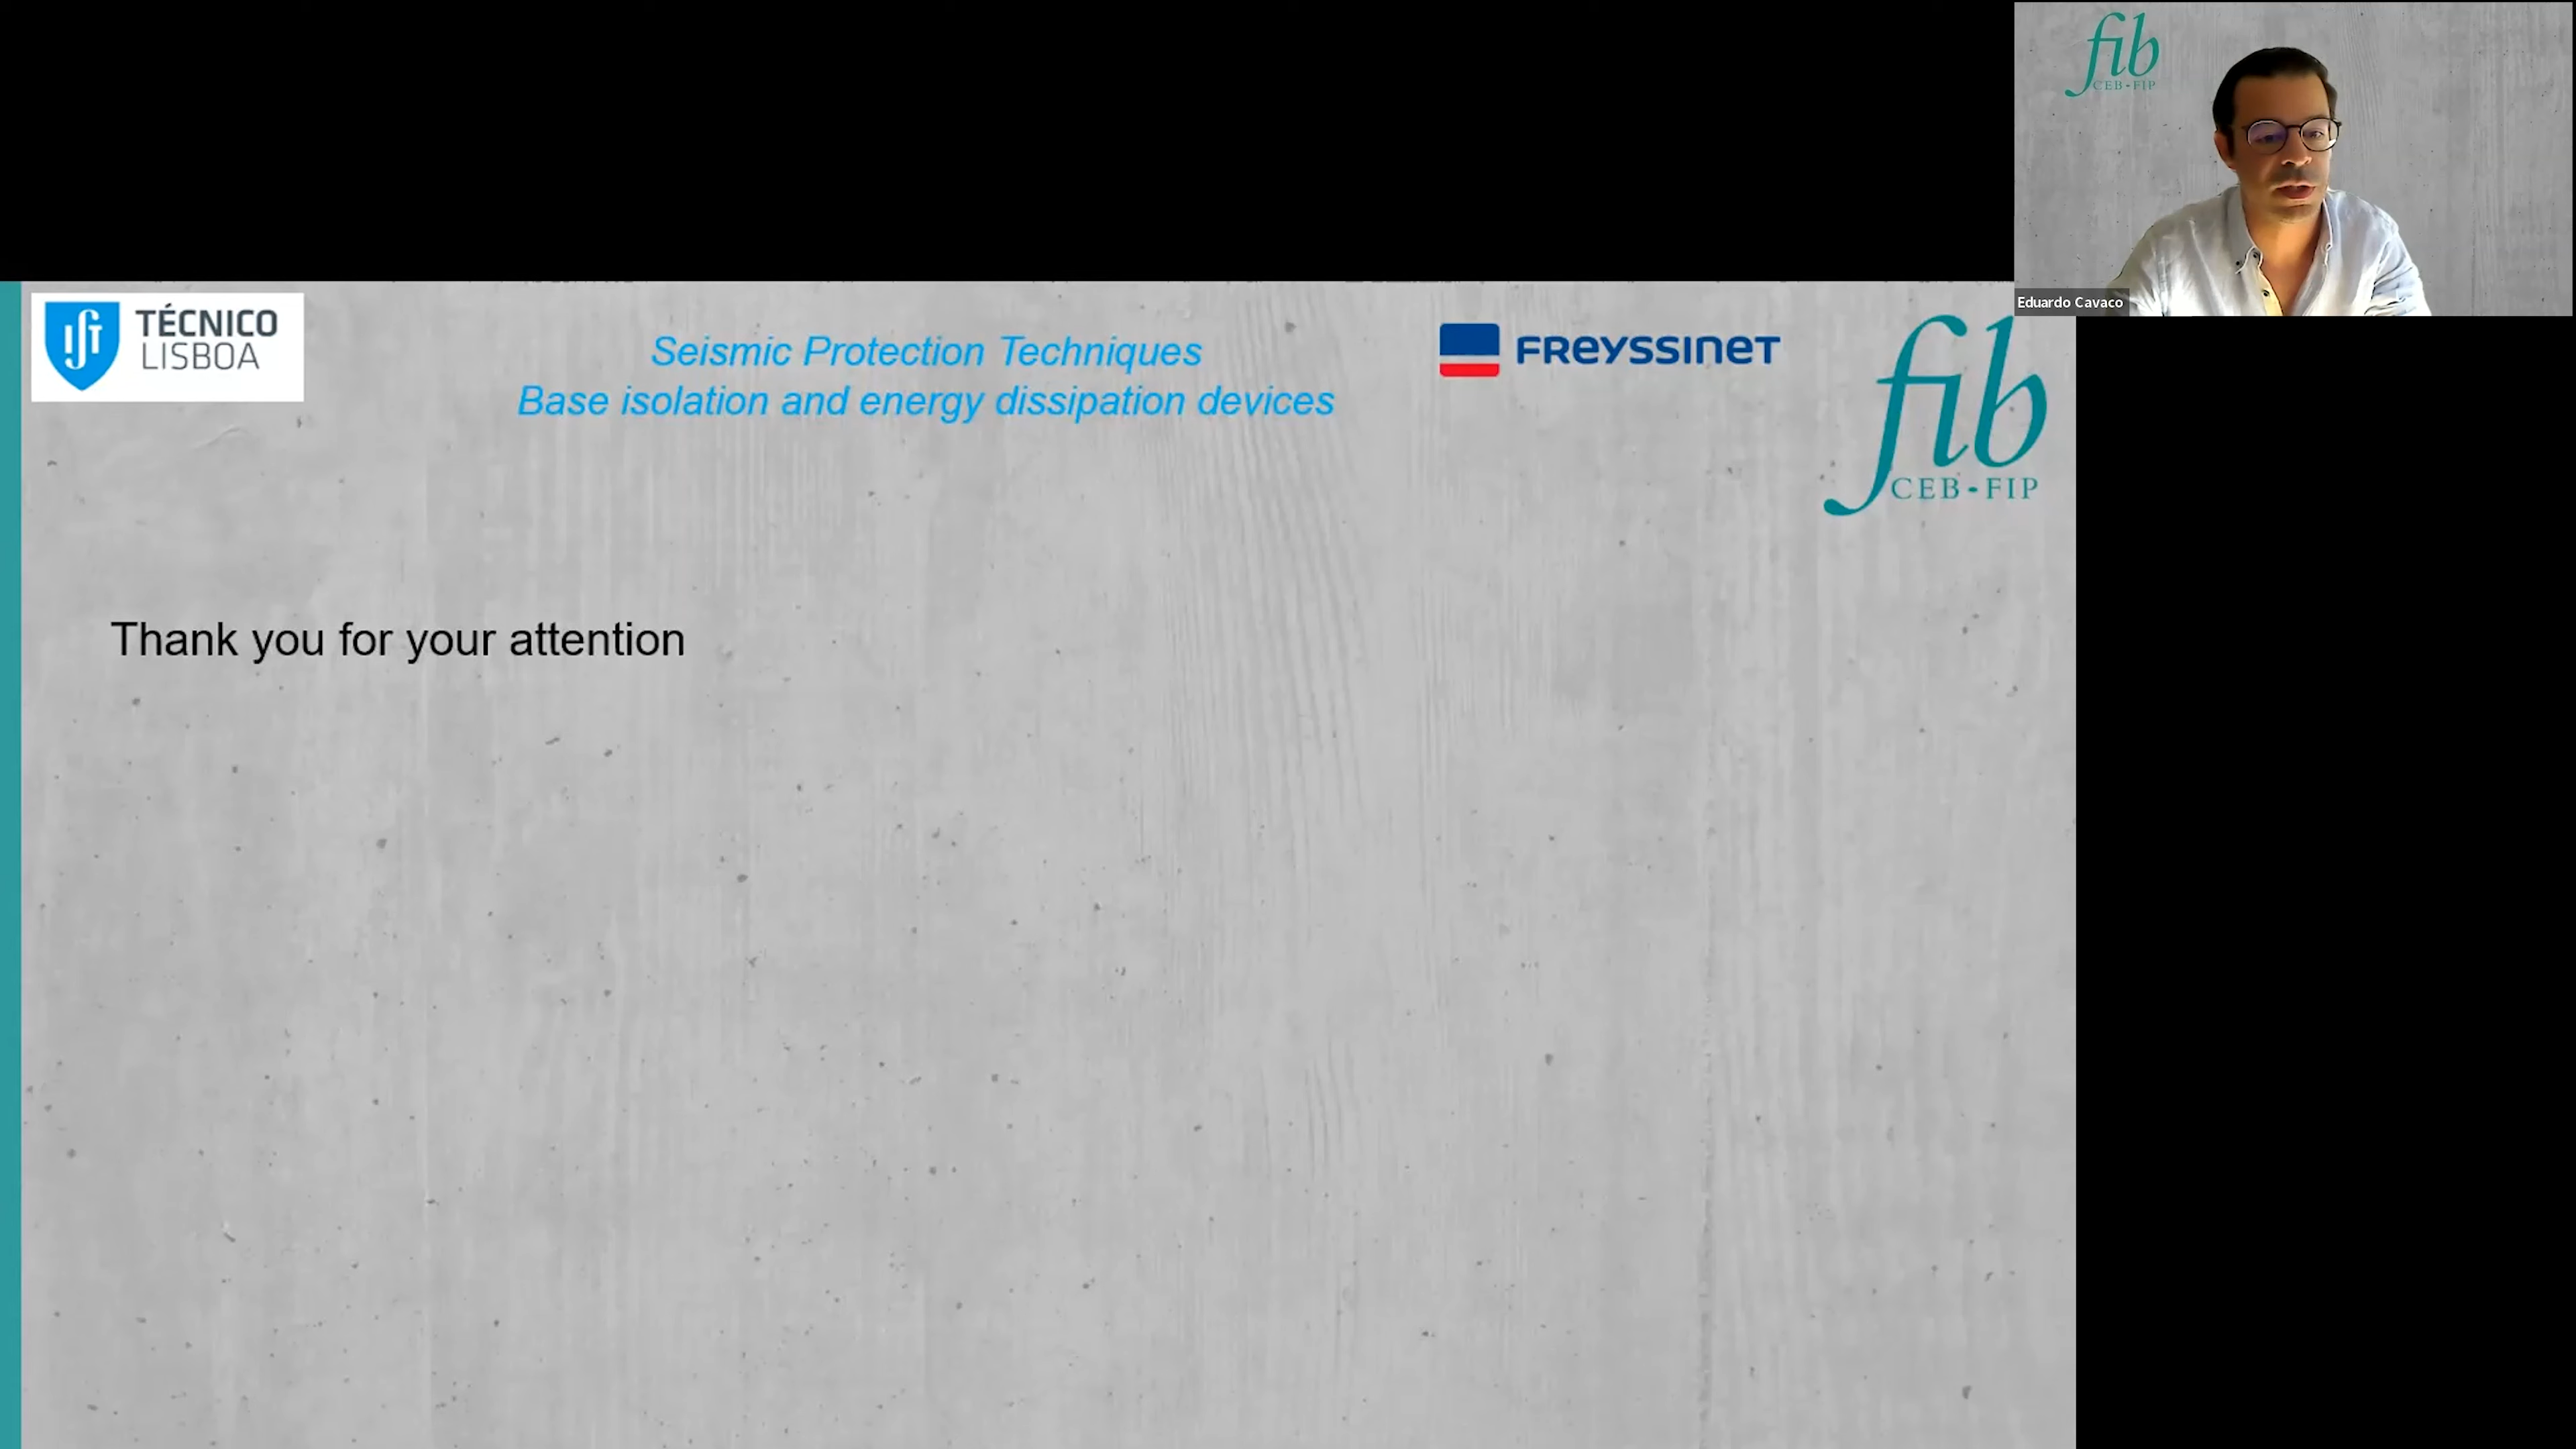 fib
CEB-FIP
Eduardo Cavaco
TÉCNICO
LISBOA
Seismic Protection Techniques
Base isolation and energy dissipation devices
FREYSSINET
fib
CEB-FIP
Thank you for your attention